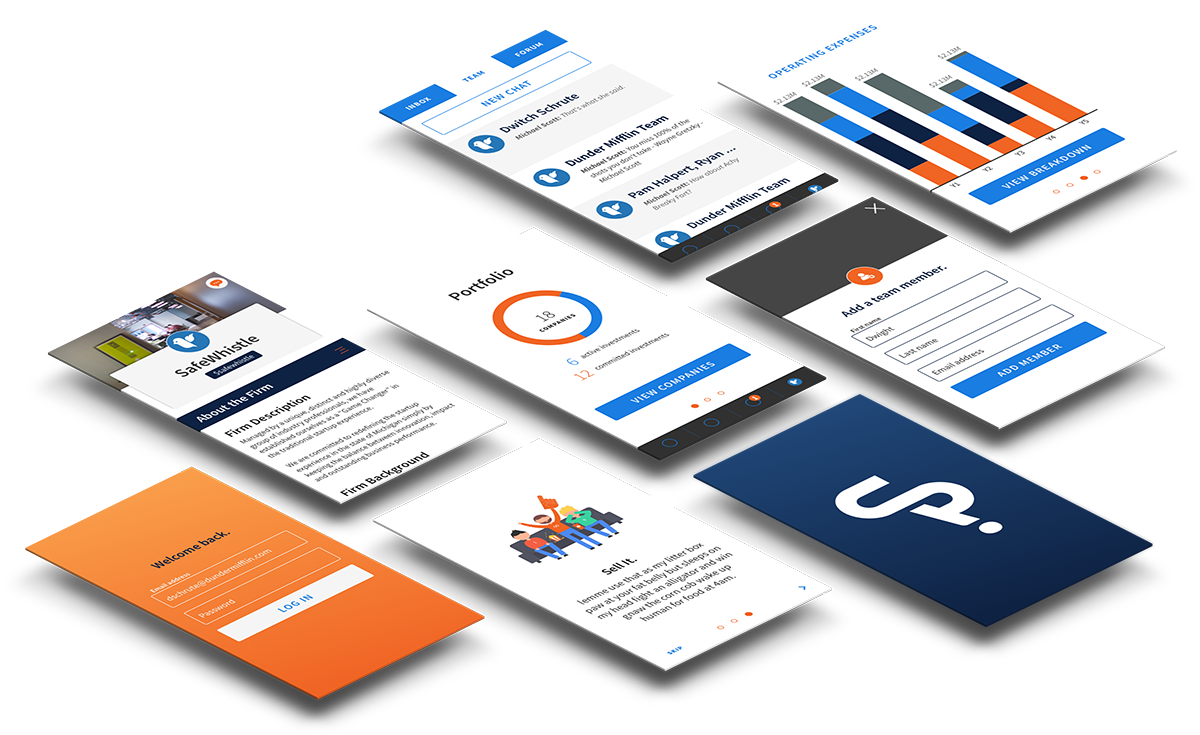 INBOX
TEAM
FORUM
NEW CHAT
Dwitch Schrute
Michael Scott: That's what she said.
Dunder Mifflin Team
Michael Scott: You miss 100% of the
shots you don't take - Wayne Gretzky -
Michael Scott
Pam Halpert, Ryan ...
Michael Scott: How about Achy
Breaky Fort?
Dunder Mifflin Team
1
OPERATING EXPENSES
$2.13M
$2.13M
$2.13M
$2.13M
$2.13M
Y1
Y2
Y3
Y4
Y5
VIEW BREAKDOWN
SafeWhistle
About the Firm
Firm Description
Managed by a unique, distinct and highly diverse
group of industry professionals, we have
established ourselves as a "Game Changer" in
the traditional startup experience.
We are committed to redefining the startup
experience in the state of Michigan simply by
keeping the balance between innovation, impact
and outstanding business performance.
Firm Background
Portfolio
18
COMPANIES
6 active investments
12 committed investments
VIEW COMPANIES
1
Add a team member.
First name
Dwight
Last name
Email address
ADD MEMBER
Welcome back.
Email address
dschrute@dundermifflin.com
Password
LOG IN
Sell it.
lemme use that as my litter box
paw at your fat belly but sleeps on
my head fight an alligator and win
gnaw the corn cob wake up
human for food at 4am.
SKIP
SP.